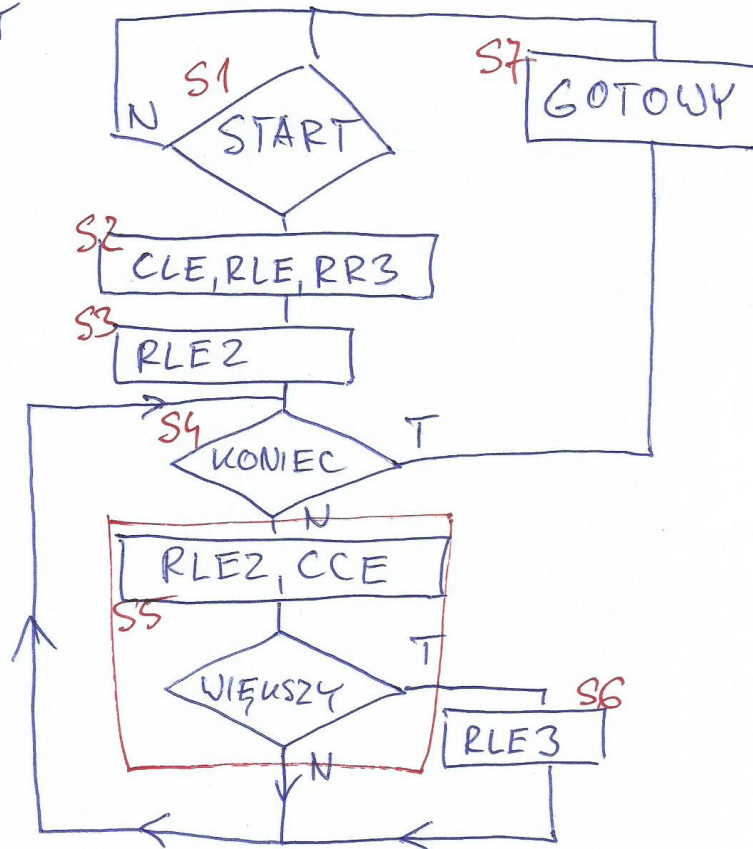 S1
S7
GOTOWY
N
START
S2
CLE, RLE, RR3
S3
RLE2
S4
T
KONIEC
N
RLE2, CCE
S5
T
WIĘKSZY
S6
RLE3
N